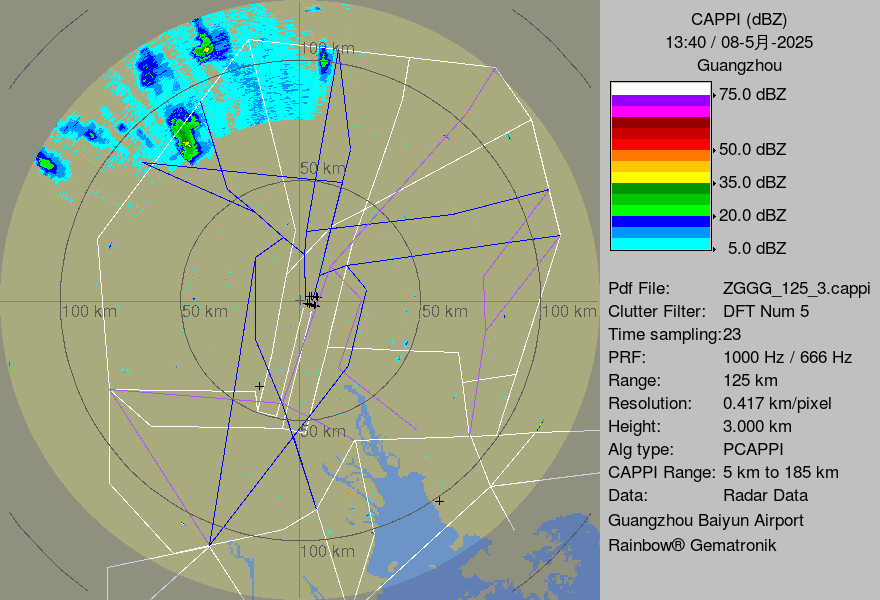 CAPPI (dBZ)
13:40 / 08-5月-2025
Guangzhou
75.0 dBZ
50.0 dBZ
35.0 dBZ
20.0 dBZ
5.0 dBZ
Pdf File: ZGGG_125_3.cappi
Clutter Filter: DFT Num 5
Time sampling:23
PRF: 1000 Hz / 666 Hz
Range: 125 km
Resolution: 0.417 km/pixel
Height: 3.000 km
Alg type: PCAPPI
CAPPI Range: 5 km to 185 km
Data: Radar Data
Guangzhou Baiyun Airport
Rainbow® Gematronik
100 km
50 km
100 km
50 km
50 km
100 km
50 km
100 km